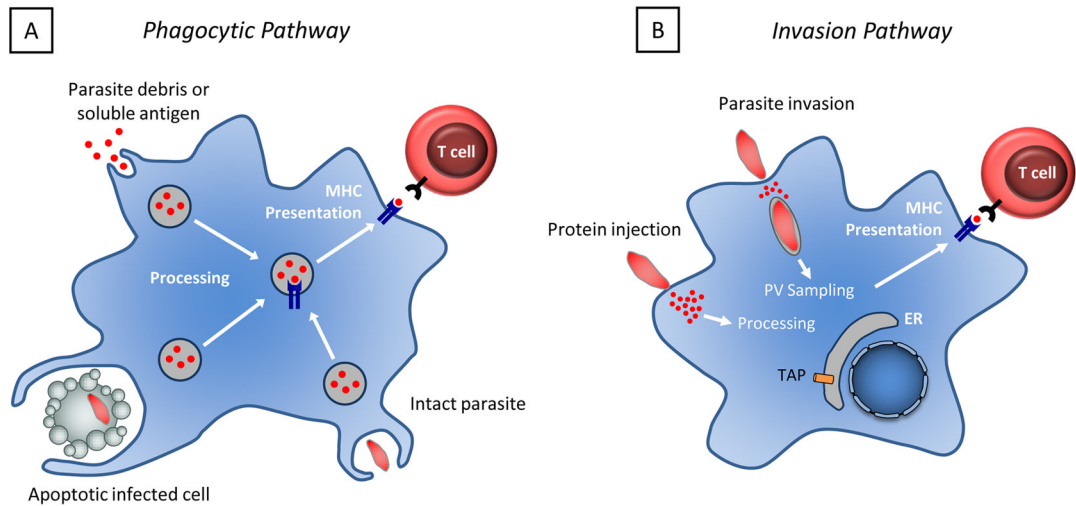 A
Phagocytic Pathway
Parasite debris or
soluble antigen
T cell
MHC
Presentation
Processing
Intact parasite
Apoptotic infected cell
B
Invasion Pathway
Parasite invasion
T cell
MHC
Presentation
Protein injection
PV Sampling
Processing
ER
TAP